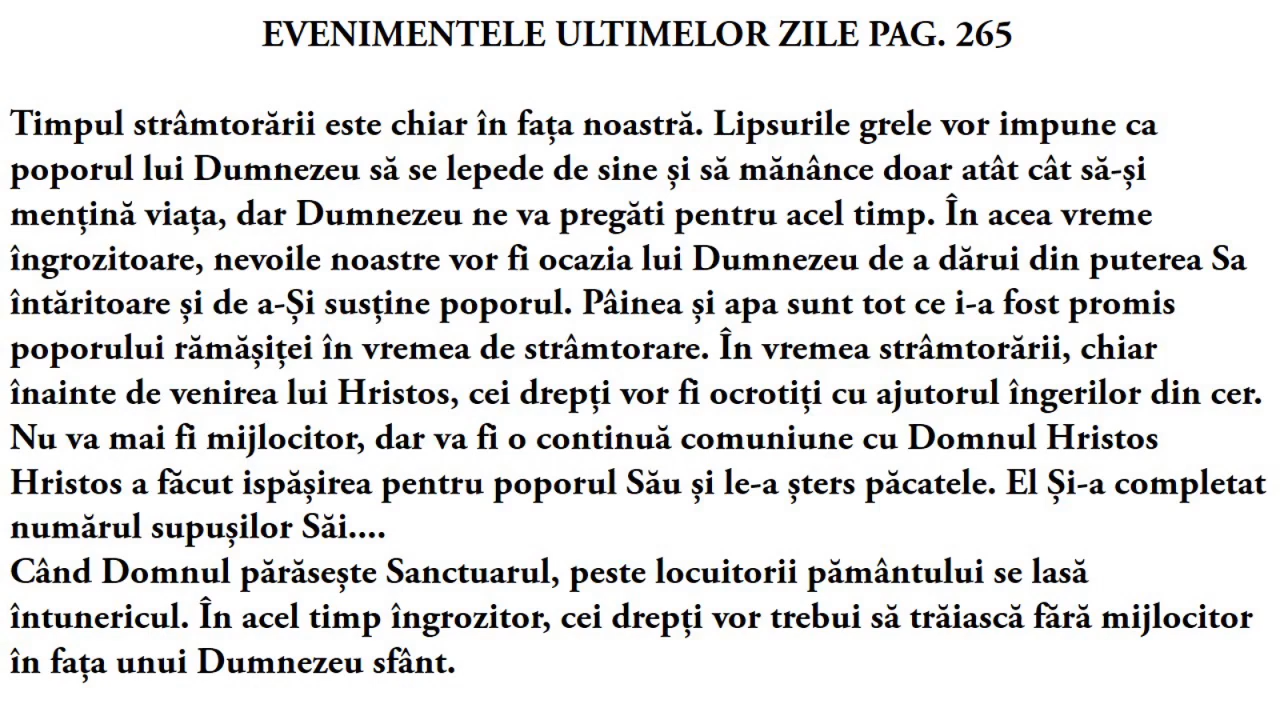 EVENIMENTELE ULTIMELOR ZILE PAG. 265
Timpul strâmtorării este chiar în fața noastră. Lipsurile grele vor impune ca
poporul lui Dumnezeu să se lepede de sine și să mănânce doar atât cât să-și
mențină viața, dar Dumnezeu ne va pregăti pentru acel timp. În acea vreme
îngrozitoare, nevoile noastre vor fi ocazia lui Dumnezeu de a dărui din puterea Sa
întăritoare și de a-Și susține poporul. Pâinea și apa sunt tot ce i-a fost promis
poporului rămășiței în vremea de strâmtorare. În vremea strâmtorării, chiar
înainte de venirea lui Hristos, cei drepți vor fi ocrotiți cu ajutorul îngerilor din cer.
Nu va mai fi mijlocitor, dar va fi o continuă comuniune cu Domnul Hristos
Hristos a făcut ispășirea pentru poporul Său și le-a șters păcatele. El Și-a completat
numărul supușilor Săi....
Când Domnul părăsește Sanctuarul, peste locuitorii pământului se lasă
întunericul. În acel timp îngrozitor, cei drepți vor trebui să trăiască fără mijlocitor
în fața unui Dumnezeu sfânt.